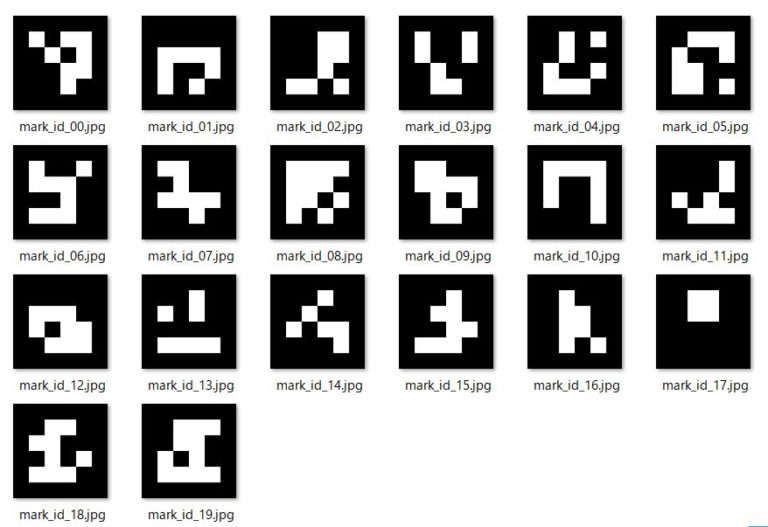 mark_id_00.jpg mark_id_01.jpg mark_id_02.jpg mark_id_03.jpg mark_id_04.jpg mark_id_05.jpg
mark_id_06.jpg mark_id_07.jpg mark_id_08.jpg mark_id_09.jpg mark_id_10.jpg mark_id_11.jpg
mark_id_12.jpg mark_id_13.jpg mark_id_14.jpg mark_id_15.jpg mark_id_16.jpg mark_id_17.jpg
mark_id_18.jpg mark_id_19.jpg